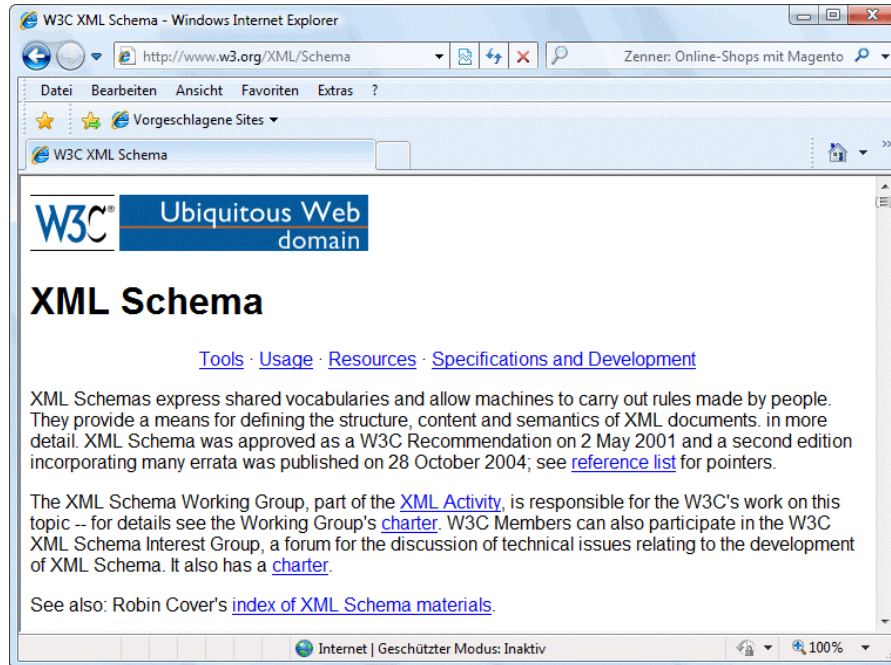 W3C XML Schema - Windows Internet Explorer
http://www.w3.org/XML/Schema
Zenner: Online-Shops mit Magento
Datei Bearbeiten Ansicht Favoriten Extras ?
Vorgeschlagene Sites
W3C XML Schema
W3C® Ubiquitous Web
domain
XML Schema
Tools · Usage · Resources · Specifications and Development
XML Schemas express shared vocabularies and allow machines to carry out rules made by people.
They provide a means for defining the structure, content and semantics of XML documents. in more
detail. XML Schema was approved as a W3C Recommendation on 2 May 2001 and a second edition
incorporating many errata was published on 28 October 2004; see reference list for pointers.
The XML Schema Working Group, part of the XML Activity, is responsible for the W3C's work on this
topic -- for details see the Working Group's charter. W3C Members can also participate in the W3C
XML Schema Interest Group, a forum for the discussion of technical issues relating to the development
of XML Schema. It also has a charter.
See also: Robin Cover's index of XML Schema materials.
Internet | Geschützter Modus: Inaktiv
100%